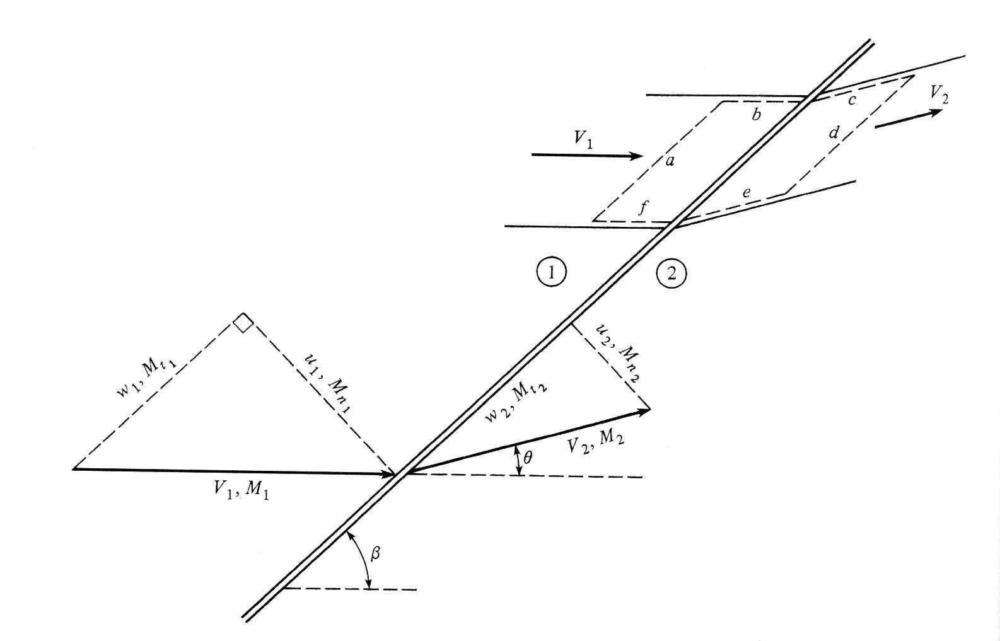 V₂
c
b
d
V₁
a
e
f
1
2
u₂, Mₙ₂
w₁, Mₜ₁
u₁, Mₙ₁
w₂, Mₜ₂
V₂, M₂
θ
V₁, M₁
β